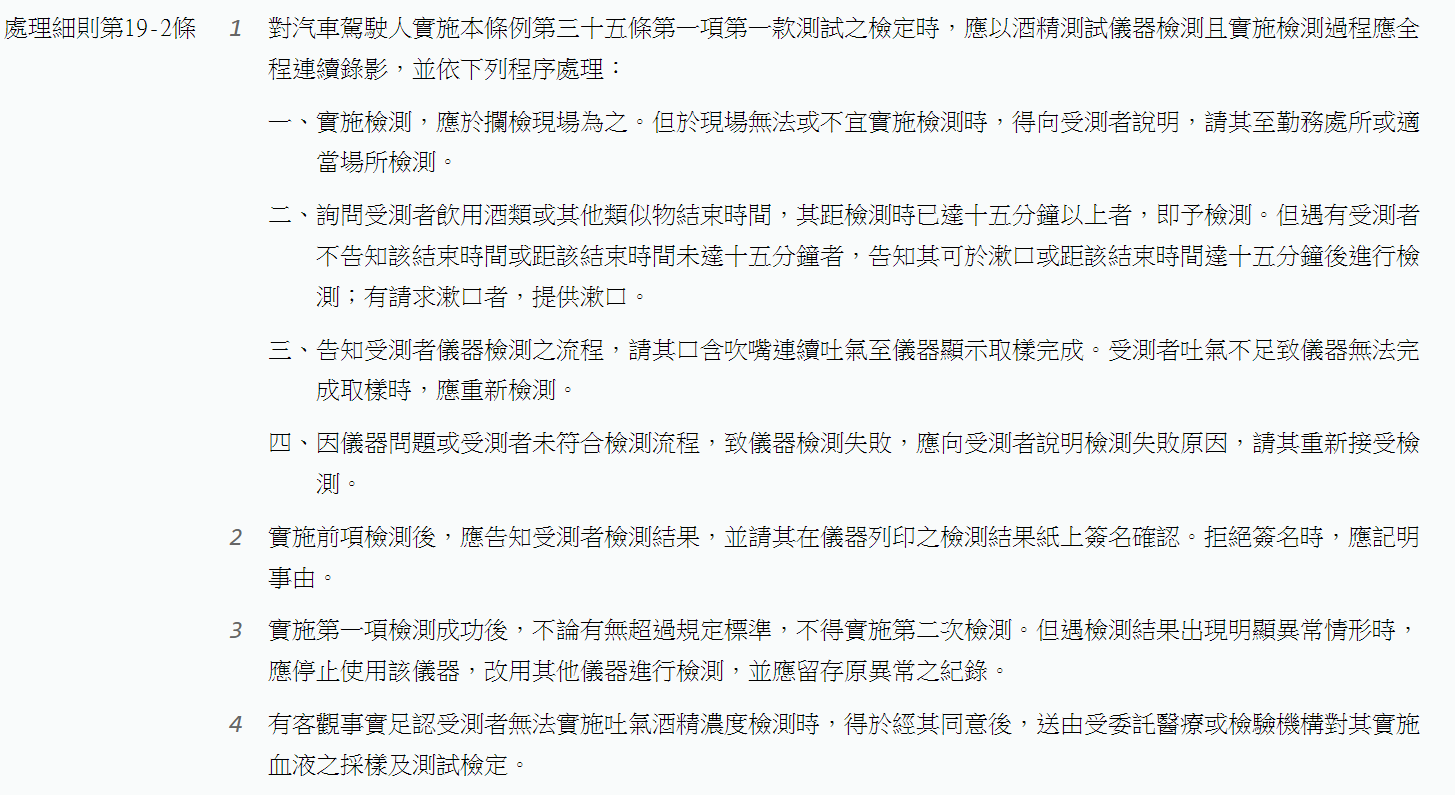 處理細則第19-2條 1 對汽車駕駛人實施本條例第三十五條第一項第一款測試之檢定時，應以酒精測試儀器檢測且實施檢測過程應全
程連續錄影，並依下列程序處理：
一、實施檢測，應於攔檢現場為之。但於現場無法或不宜實施檢測時，得向受測者說明，請其至勤務處所或適
當場所檢測。
二、詢問受測者飲用酒類或其他類似物結束時間，其距檢測時已達十五分鐘以上者，即予檢測。但遇有受測者
不告知該結束時間或距該結束時間未達十五分鐘者，告知其可於漱口或距該結束時間達十五分鐘後進行檢
測；有請求漱口者，提供漱口。
三、告知受測者儀器檢測之流程，請其口含吹嘴連續吐氣至儀器顯示取樣完成。受測者吐氣不足致儀器無法完
成取樣時，應重新檢測。
四、因儀器問題或受測者未符合檢測流程，致儀器檢測失敗，應向受測者說明檢測失敗原因，請其重新接受檢
測。
2 實施前項檢測後，應告知受測者檢測結果，並請其在儀器列印之檢測結果紙上簽名確認。拒絕簽名時，應記明
事由。
3 實施第一項檢測成功後，不論有無超過規定標準，不得實施第二次檢測。但遇檢測結果出現明顯異常情形時，
應停止使用該儀器，改用其他儀器進行檢測，並應留存原異常之紀錄。
4 有客觀事實足認受測者無法實施吐氣酒精濃度檢測時，得於經其同意後，送由受委託醫療或檢驗機構對其實施
血液之採樣及測試檢定。